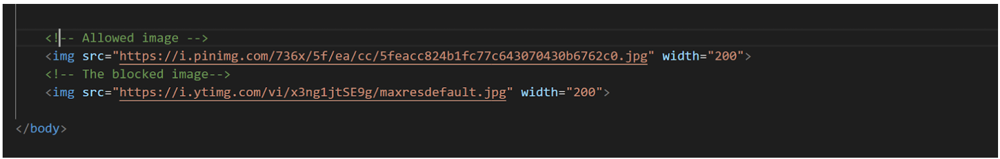 <!-- Allowed image -->
<img src="https://i.pinimg.com/736x/5f/ea/cc/5feacc824b1fc77c643070430b6762c0.jpg" width="200">
<!-- The blocked image-->
<img src="https://i.ytimg.com/vi/x3ng1jtSE9g/maxresdefault.jpg" width="200">
</body>